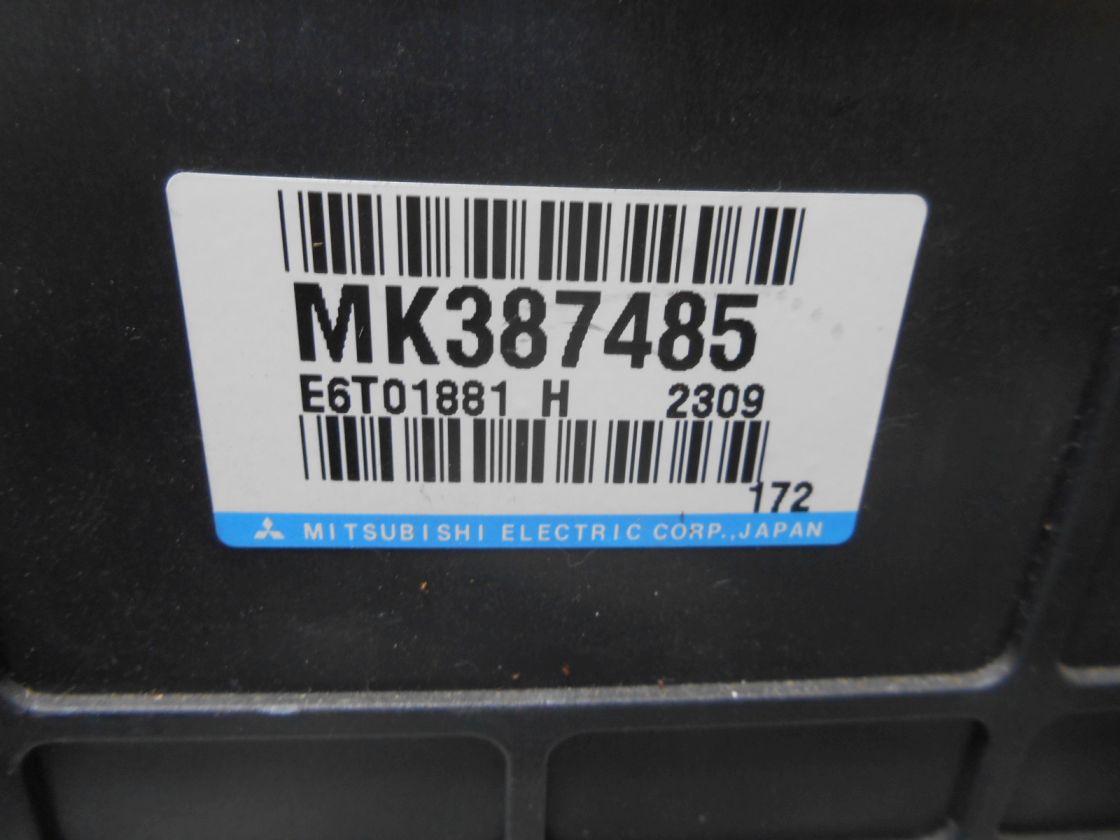 MK387485
E6T01881 H 2309
172
MITSUBISHI ELECTRIC CORP., JAPAN